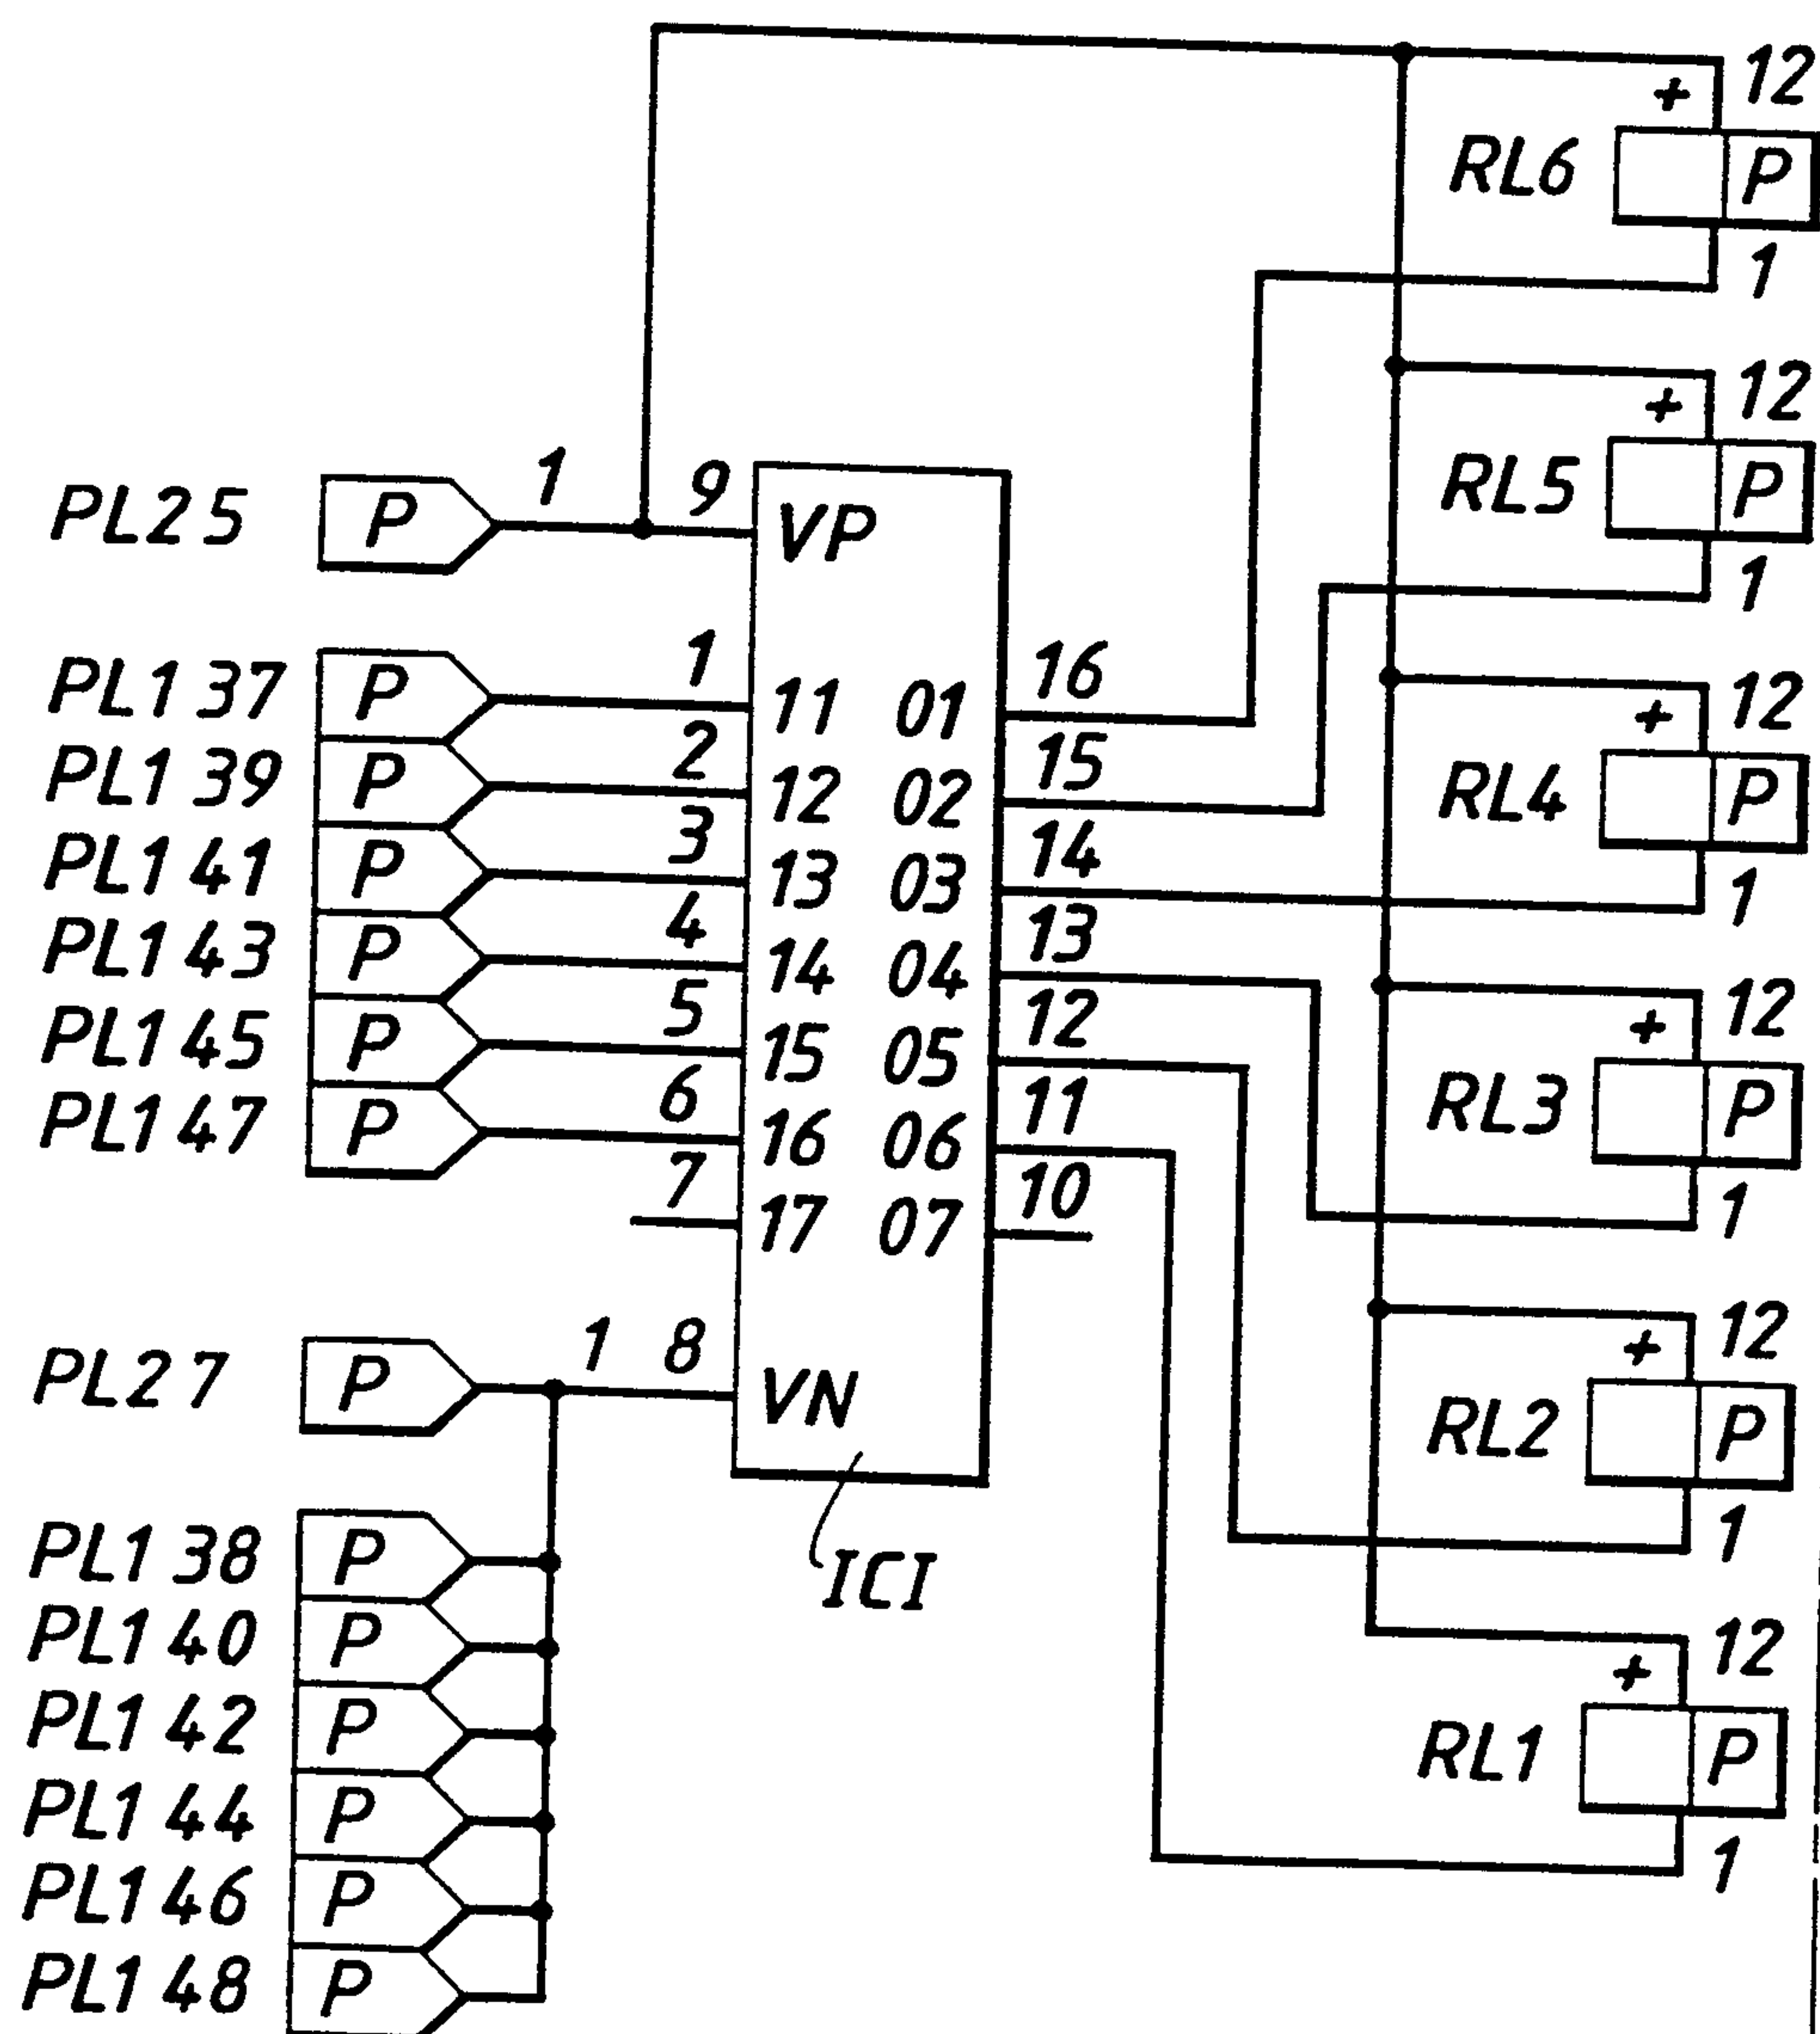 12
+
RL6 P
1
12
+
RL5 P
1
PL2 5 P 1 9 VP
PL1 37 P 1 11 01 16
PL1 39 P 2 12 02 15
PL1 41 P 3 13 03 14
PL1 43 P 4 14 04 13
PL1 45 P 5 15 05 12
PL1 47 P 6 16 06 11
7 17 07 10
12
+
RL4 P
1
12
+
RL3 P
1
PL2 7 P 1 8 VN
ICI
12
+
RL2 P
1
PL1 38 P
PL1 40 P
PL1 42 P
PL1 44 P
PL1 46 P
PL1 48 P
12
+
RL1 P
1